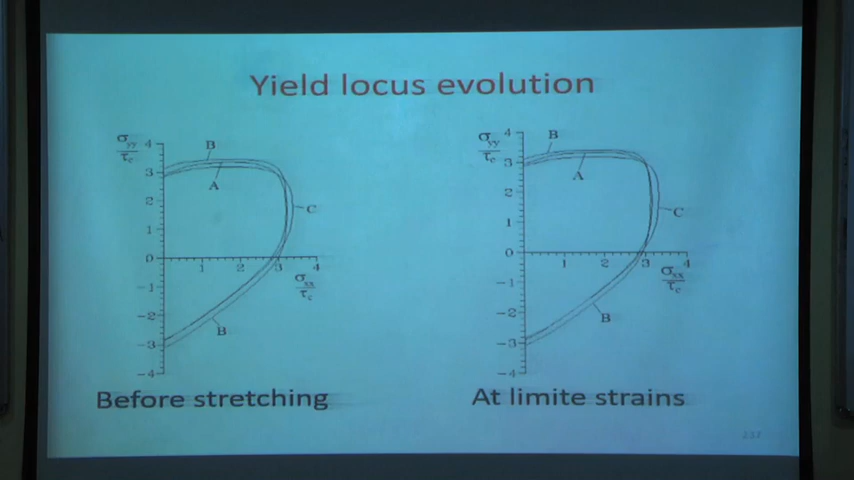 Yield locus evolution
σyy/τc
4
3
2
1
0
-1
-2
-3
-4
1 2 3 4
σxx/τc
B
A
C
B
σyy/τc
4
3
2
1
0
-1
-2
-3
-4
1 2 3 4
σxx/τc
B
A
C
B
Before stretching
At limite strains